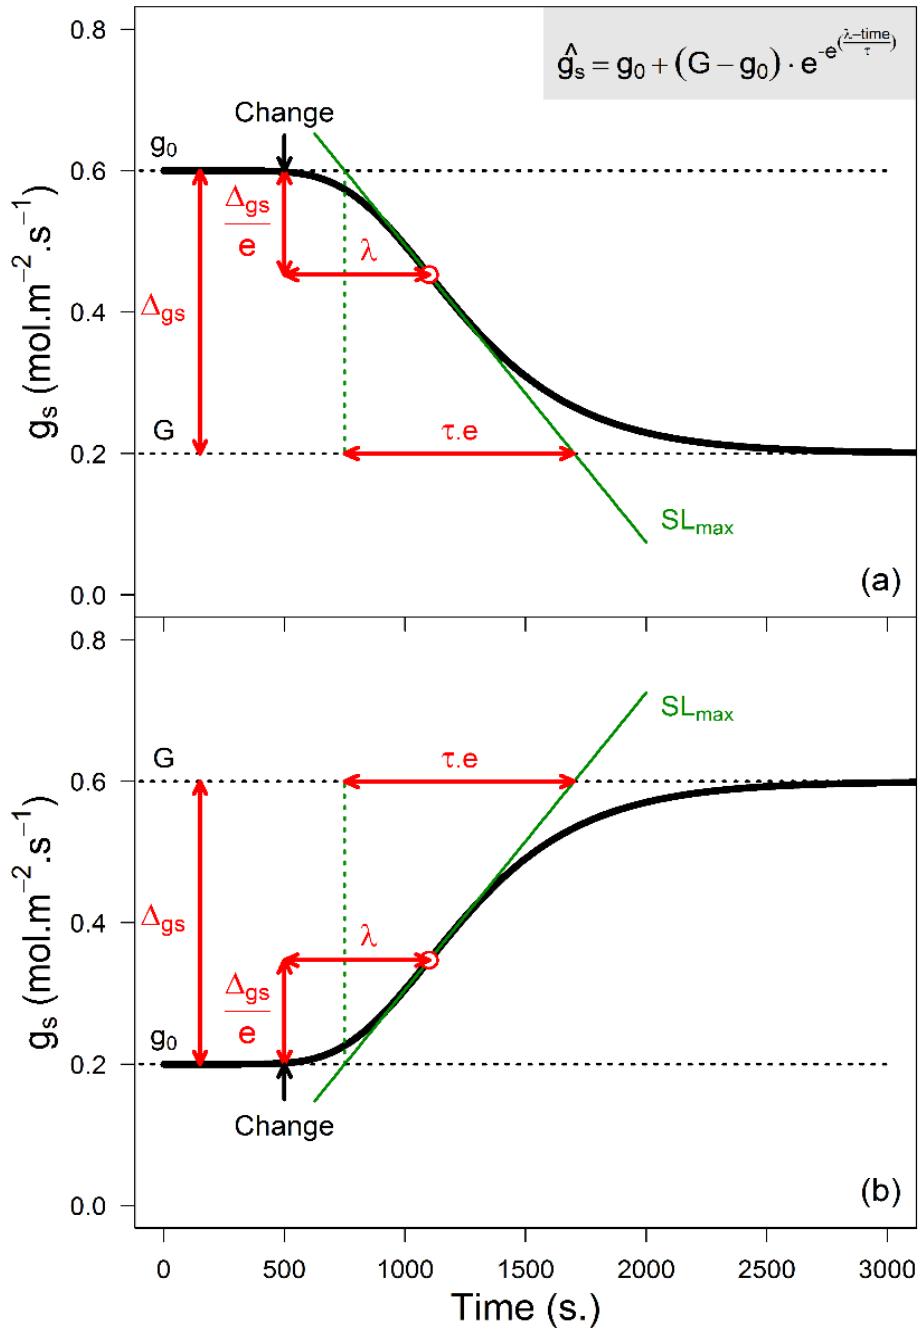 0.8
ĝₛ = g₀ + (G − g₀) · e^-e^((λ−time)/τ)
Change
g₀
0.6
Δgs
e
λ
0.4
Δgs
gₛ (mol.m⁻².s⁻¹)
G
τ.e
0.2
SLmax
0.0
(a)
0.8
SLmax
G
τ.e
0.6
Δgs
λ
0.4
gₛ (mol.m⁻².s⁻¹)
Δgs
e
g₀
0.2
Change
0.0
(b)
0 500 1000 1500 2000 2500 3000
Time (s.)